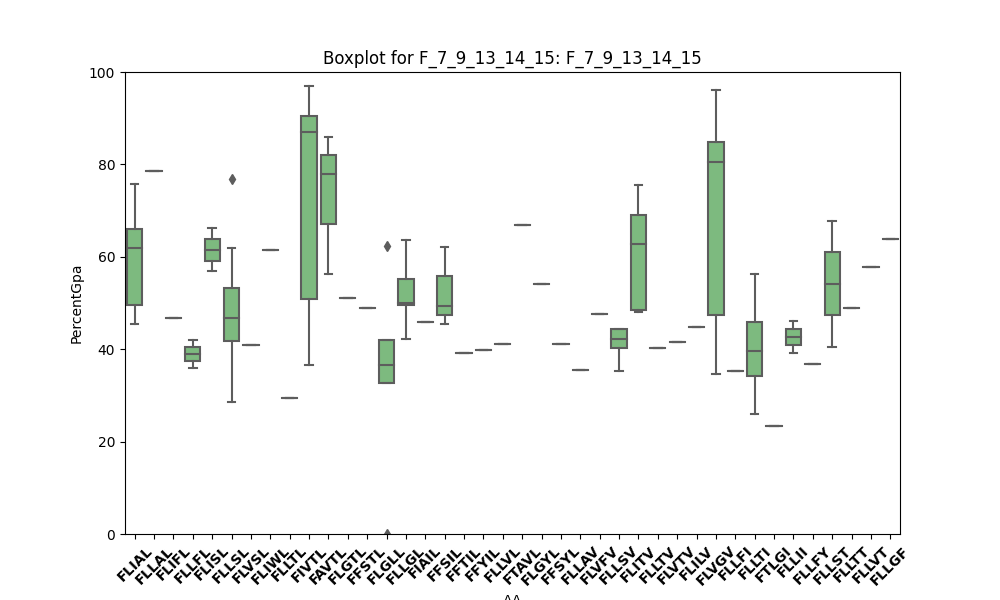 Boxplot for F_7_9_13_14_15: F_7_9_13_14_15
100
80
60
40
20
0
PercentGpa
FLIAL
FLLAL
FLIFL
FLLFL
FLISL
FLLSL
FLVSL
FLIWL
FLLTL
FIVTL
FAVTL
FLGTL
FFSTL
FLGLL
FLLGL
FIAIL
FFSIL
FFTIL
FFYIL
FLLVL
FTAVL
FLGYL
FFSYL
FLLAV
FLVFV
FLLSV
FLITV
FLLTV
FLVTV
FLILV
FLVGV
FLLFI
FLLTI
FTLGI
FLLII
FLLFY
FLLST
FLLTT
FLLVT
FLLGF
AA